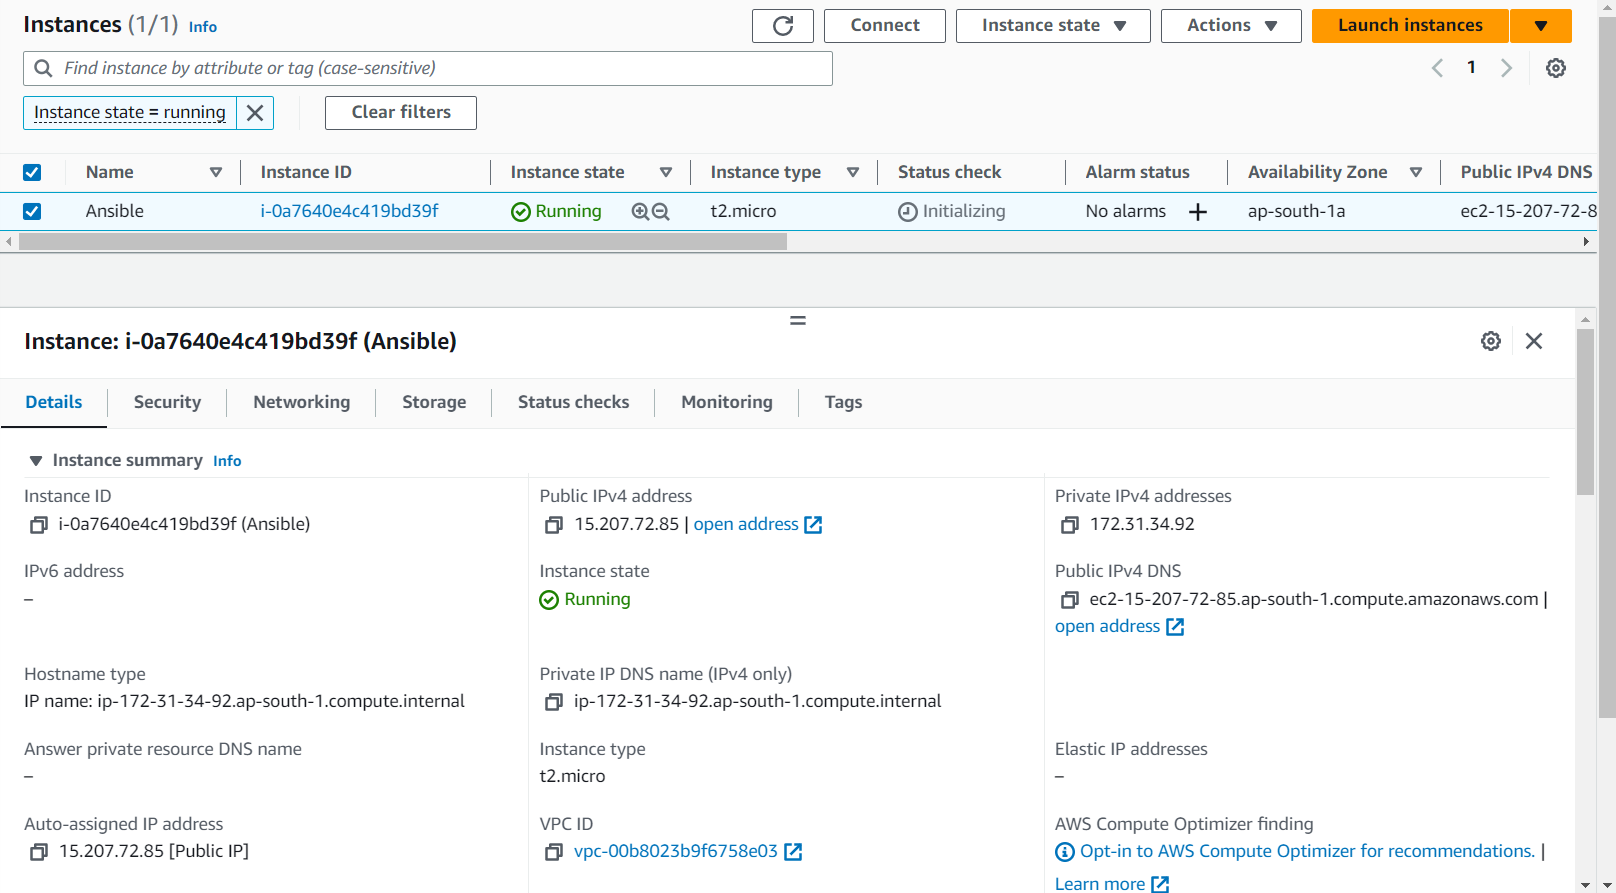 Instances (1/1) Info
Connect
Instance state
Actions
Launch instances
Find instance by attribute or tag (case-sensitive)
1
Instance state = running
Clear filters
Name Instance ID Instance state Instance type Status check Alarm status Availability Zone Public IPv4 DNS
Ansible i-0a7640e4c419bd39f Running t2.micro Initializing No alarms ap-south-1a ec2-15-207-72-8
Instance: i-0a7640e4c419bd39f (Ansible)
Details Security Networking Storage Status checks Monitoring Tags
Instance summary Info
Instance ID
i-0a7640e4c419bd39f (Ansible)
Public IPv4 address
15.207.72.85 | open address
Private IPv4 addresses
172.31.34.92
IPv6 address
–
Instance state
Running
Public IPv4 DNS
ec2-15-207-72-85.ap-south-1.compute.amazonaws.com |
open address
Hostname type
IP name: ip-172-31-34-92.ap-south-1.compute.internal
Private IP DNS name (IPv4 only)
ip-172-31-34-92.ap-south-1.compute.internal
Answer private resource DNS name
–
Instance type
t2.micro
Elastic IP addresses
–
Auto-assigned IP address
15.207.72.85 [Public IP]
VPC ID
vpc-00b8023b9f6758e03
AWS Compute Optimizer finding
Opt-in to AWS Compute Optimizer for recommendations. |
Learn more